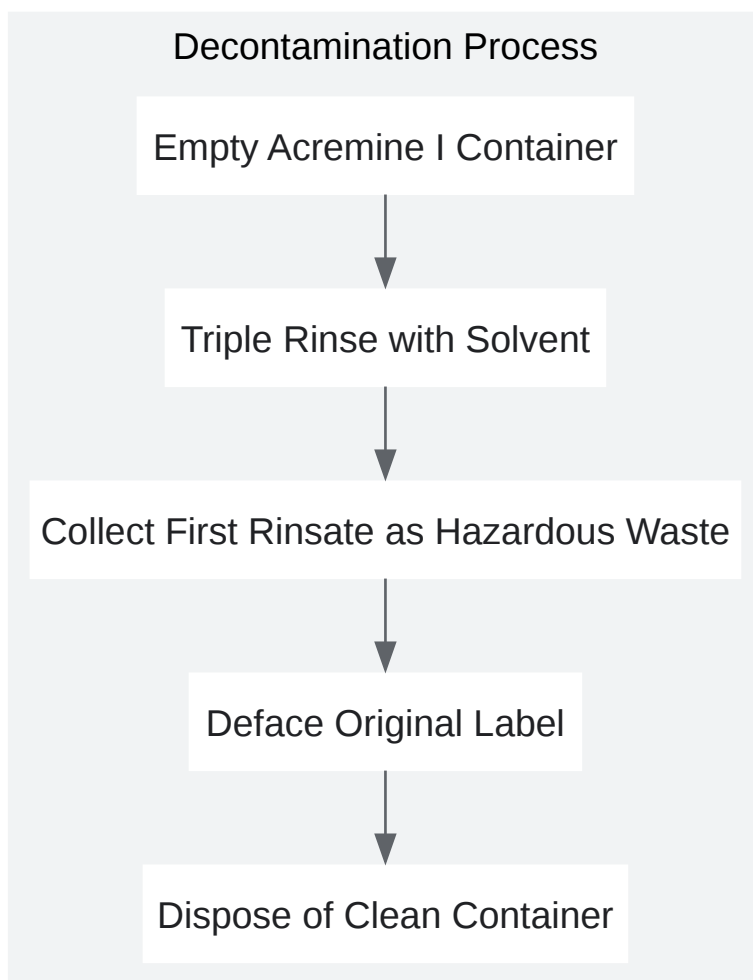 Decontamination Process
Empty Acremine I Container
Triple Rinse with Solvent
Collect First Rinsate as Hazardous Waste
Deface Original Label
Dispose of Clean Container